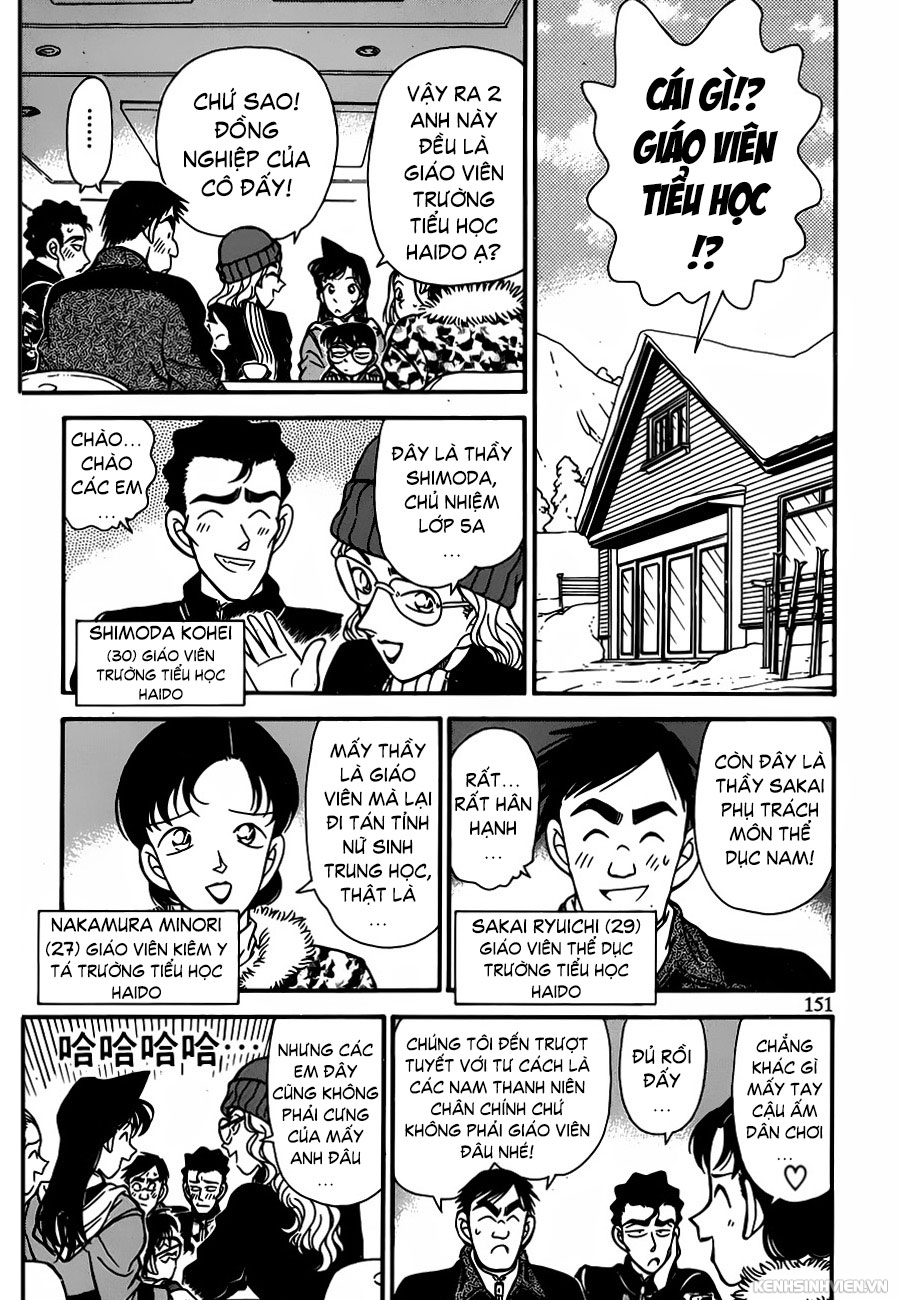 CÁI GÌ!?
GIÁO VIÊN
TIỂU HỌC
!?
VẬY RA 2
ANH NÀY
ĐỀU LÀ
GIÁO VIÊN
TRƯỜNG
TIỂU HỌC
HAIDO Ạ?
CHỨ SAO!
ĐỒNG
NGHIỆP CỦA
CÔ ĐẤY!
......
ĐÂY LÀ THẦY
SHIMODA,
CHỦ NHIỆM
LỚP 5A
...
CHÀO...
CHÀO
CÁC EM
...
SHIMODA KOHEI
(30) GIÁO VIÊN
TRƯỜNG TIỂU HỌC
HAIDO
CÒN ĐÂY LÀ
THẦY SAKAI
PHỤ TRÁCH
MÔN THỂ
DỤC NAM!
RẤT...
RẤT HÂN
HẠNH
...
SAKAI RYUICHI (29)
GIÁO VIÊN THỂ DỤC
TRƯỜNG TIỂU HỌC
HAIDO
MẤY THẦY
LÀ GIÁO
VIÊN MÀ LẠI
ĐI TÁN TỈNH
NỮ SINH
TRUNG HỌC,
THẬT LÀ
...
NAKAMURA MINORI
(27) GIÁO VIÊN KIÊM Y
TÁ TRƯỜNG TIỂU HỌC
HAIDO
151
CHẲNG
KHÁC GÌ
MẤY TAY
CẬU ẤM
DÂN CHƠI
...
♡
ĐỦ RỒI
ĐẤY
...
CHÚNG TÔI ĐẾN TRƯỢT
TUYẾT VỚI TƯ CÁCH LÀ
CÁC NAM THANH NIÊN
CHÂN CHÍNH CHỨ
KHÔNG PHẢI GIÁO VIÊN
ĐÂU NHÉ!
NHƯNG CÁC
EM ĐÂY
CŨNG KHÔNG
PHẢI CƯNG
CỦA MẤY
ANH ĐÂU
...
哈哈哈哈...
KENHSINHVIEN.VN